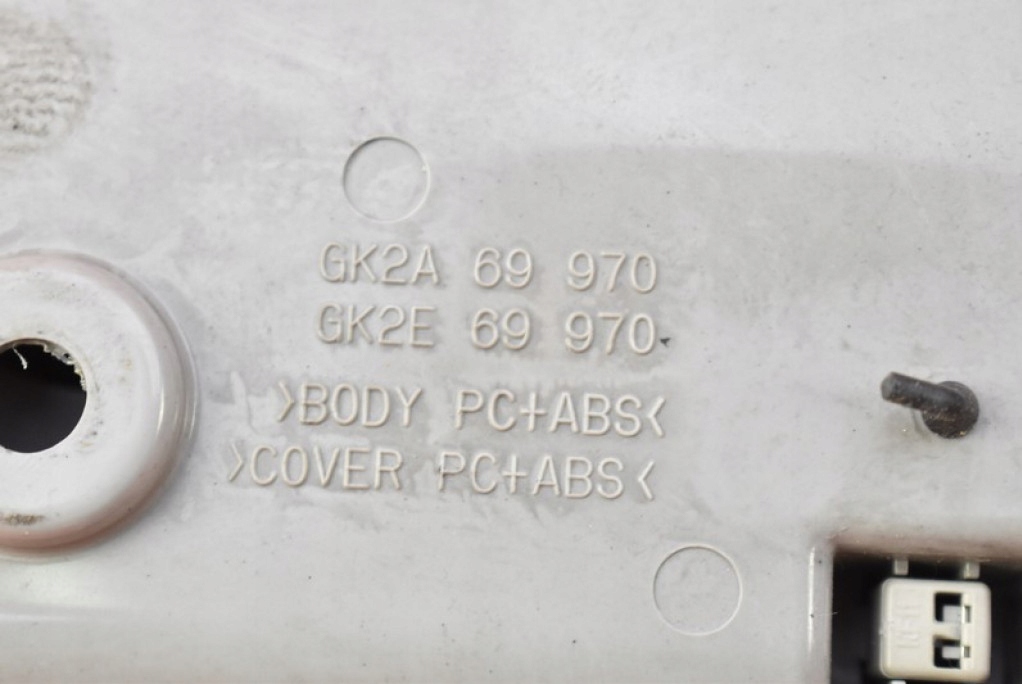 GK2A 69 970
GK2E 69 970
>BODY PC+ABS<
>COVER PC+ABS<